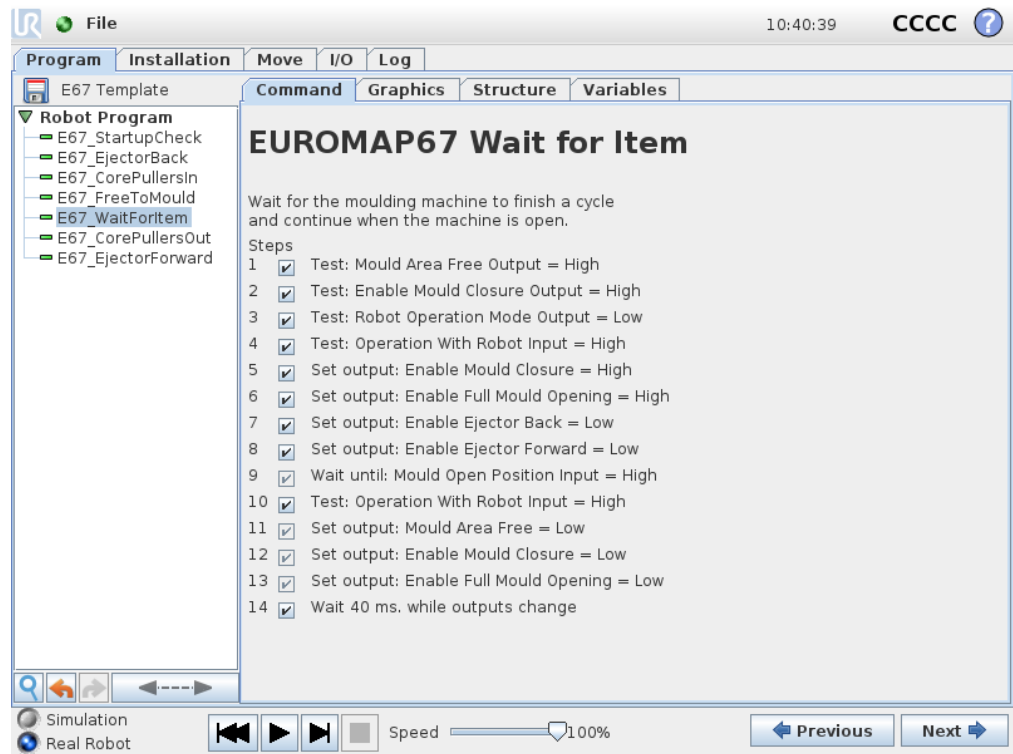 UR File 10:40:39 CCCC ?
Program Installation Move I/O Log
E67 Template Command Graphics Structure Variables
Robot Program
E67_StartupCheck
E67_EjectorBack
E67_CorePullersIn
E67_FreeToMould
E67_WaitForItem
E67_CorePullersOut
E67_EjectorForward
EUROMAP67 Wait for Item
Wait for the moulding machine to finish a cycle
and continue when the machine is open.
Steps
1 Test: Mould Area Free Output = High
2 Test: Enable Mould Closure Output = High
3 Test: Robot Operation Mode Output = Low
4 Test: Operation With Robot Input = High
5 Set output: Enable Mould Closure = High
6 Set output: Enable Full Mould Opening = High
7 Set output: Enable Ejector Back = Low
8 Set output: Enable Ejector Forward = Low
9 Wait until: Mould Open Position Input = High
10 Test: Operation With Robot Input = High
11 Set output: Mould Area Free = Low
12 Set output: Enable Mould Closure = Low
13 Set output: Enable Full Mould Opening = Low
14 Wait 40 ms. while outputs change
Simulation
Real Robot
Speed 100% Previous Next